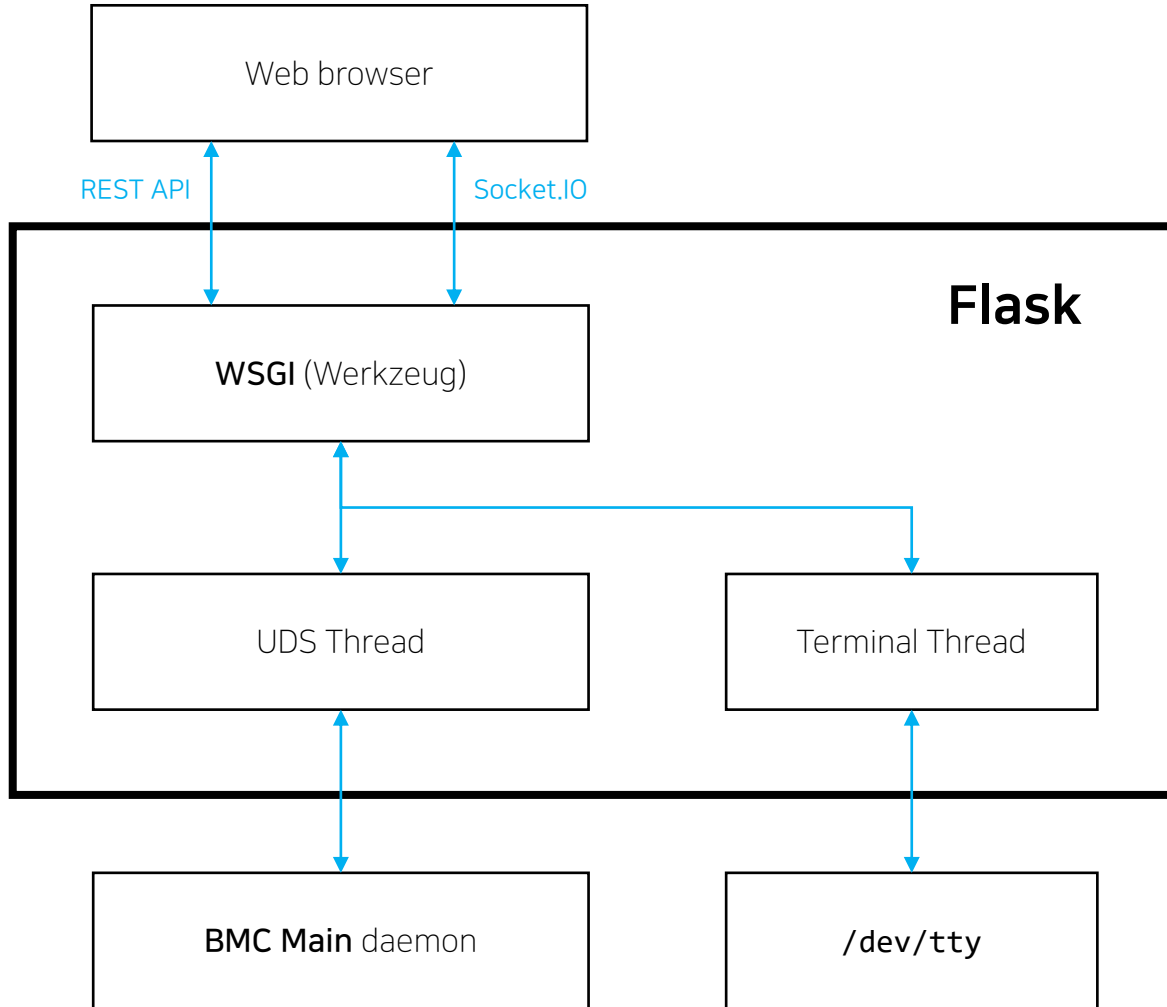 Web browser
REST API
Socket.IO
Flask
WSGI (Werkzeug)
UDS Thread
Terminal Thread
BMC Main daemon
/dev/tty